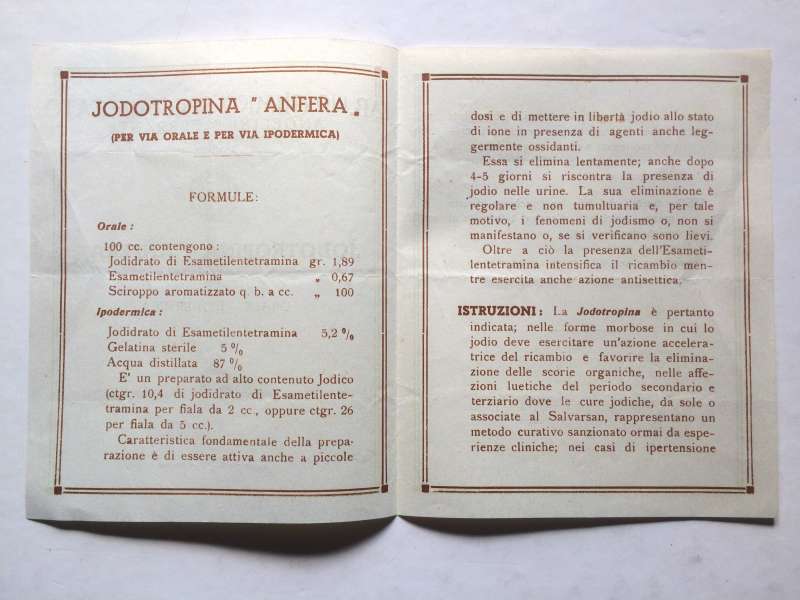 JODOTROPINA " ANFERA „
(PER VIA ORALE E PER VIA IPODERMICA)
FORMULE:
Orale :
100 cc. contengono :
Jodidrato di Esametilentetramina gr. 1,89
Esametilentetramina „ 0,67
Sciroppo aromatizzato q. b. a cc. „ 100
Ipodermica :
Jodidrato di Esametilentetramina 5,2 %
Gelatina sterile 5 %
Acqua distillata 87 %
E' un preparato ad alto contenuto Jodico
(ctgr. 10,4 di jodidrato di Esametilente-
tramina per fiala da 2 cc., oppure ctgr. 26
per fiala da 5 cc.).
Caratteristica fondamentale della prepa-
razione è di essere attiva anche a piccole
dosi e di mettere in libertà jodio allo stato
di ione in presenza di agenti anche leg-
germente ossidanti.
Essa si elimina lentamente; anche dopo
4-5 giorni si riscontra la presenza di
jodio nelle urine. La sua eliminazione è
regolare e non tumultuaria e, per tale
motivo, i fenomeni di jodismo o, non si
manifestano o, se si verificano sono lievi.
Oltre a ciò la presenza dell'Esameti-
lentetramina intensifica il ricambio men-
tre esercita anche azione antisettica.
ISTRUZIONI : La Jodotropina è pertanto
indicata; nelle forme morbose in cui lo
jodio deve esercitare un'azione accelera-
trice del ricambio e favorire la elimina-
zione delle scorie organiche, nelle affe-
zioni luetiche del periodo secondario e
terziario dove le cure jodiche, da sole o
associate al Salvarsan, rappresentano un
metodo curativo sanzionato ormai da espe-
rienze cliniche; nei casi di ipertensione